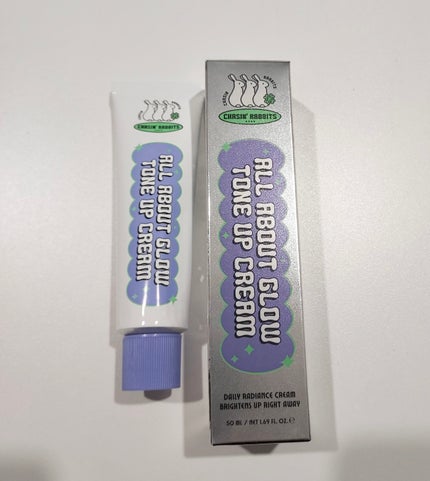 CHASIN' RABBITS
ALL ABOUT GLOW
TONE UP CREAM
CHASIN' RABBITS
ALL ABOUT GLOW
TONE UP CREAM
DAILY RADIANCE CREAM
BRIGHTENS UP RIGHT AWAY
50 ML / NET 1.69 FL. OZ. ℮